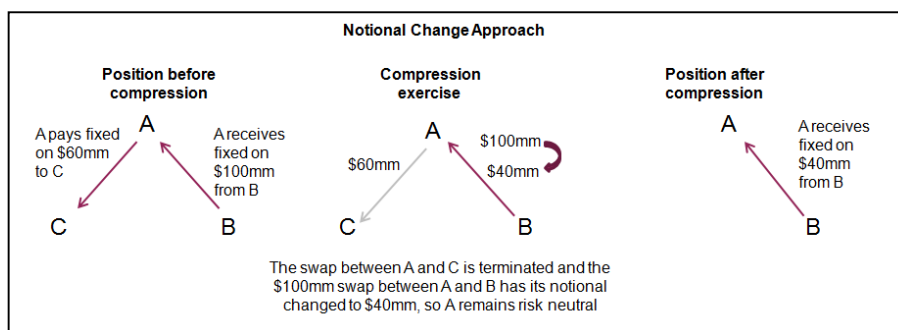 Notional Change Approach
Position before
compression
A
A pays fixed
on $60mm
to C
A receives
fixed on
$100mm
from B
C
B
Compression
exercise
A
$60mm
$100mm
$40mm
C
B
Position after
compression
A
A receives
fixed on
$40mm
from B
B
The swap between A and C is terminated and the
$100mm swap between A and B has its notional
changed to $40mm, so A remains risk neutral